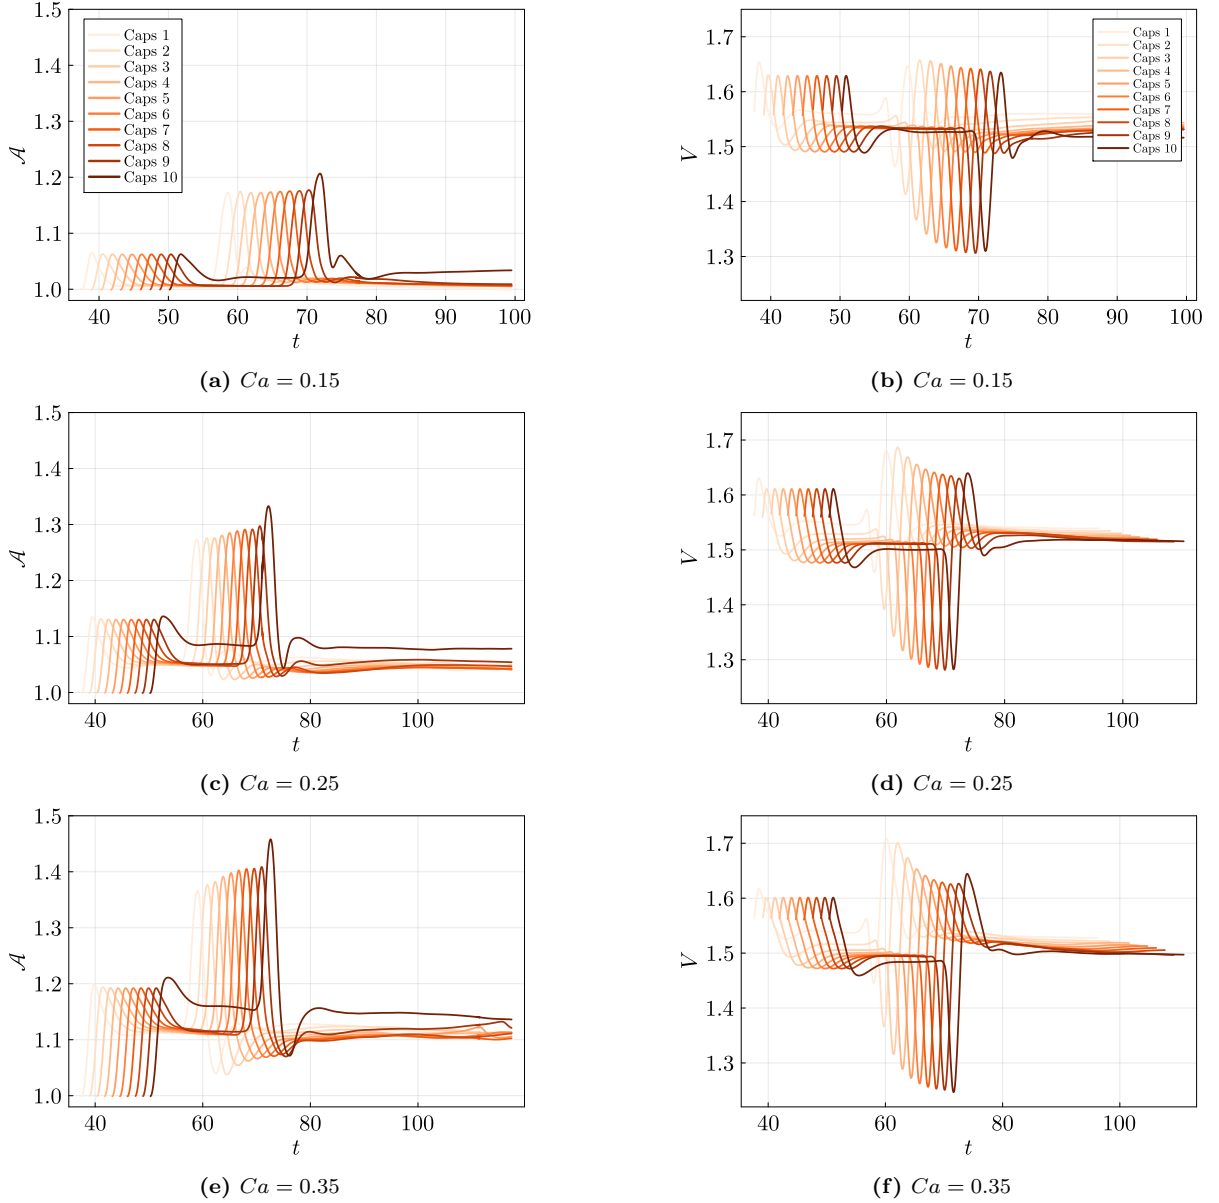 1.5
1.4
1.3
1.2
1.1
1.0
𝒜
Caps 1
Caps 2
Caps 3
Caps 4
Caps 5
Caps 6
Caps 7
Caps 8
Caps 9
Caps 10
40 50 60 70 80 90 100
t
(a) Ca = 0.15
1.7
1.6
1.5
1.4
1.3
V
Caps 1
Caps 2
Caps 3
Caps 4
Caps 5
Caps 6
Caps 7
Caps 8
Caps 9
Caps 10
40 50 60 70 80 90 100
t
(b) Ca = 0.15
1.5
1.4
1.3
1.2
1.1
1.0
𝒜
40 60 80 100
t
(c) Ca = 0.25
1.7
1.6
1.5
1.4
1.3
V
40 60 80 100
t
(d) Ca = 0.25
1.5
1.4
1.3
1.2
1.1
1.0
𝒜
40 60 80 100
t
(e) Ca = 0.35
1.7
1.6
1.5
1.4
1.3
V
40 60 80 100
t
(f) Ca = 0.35